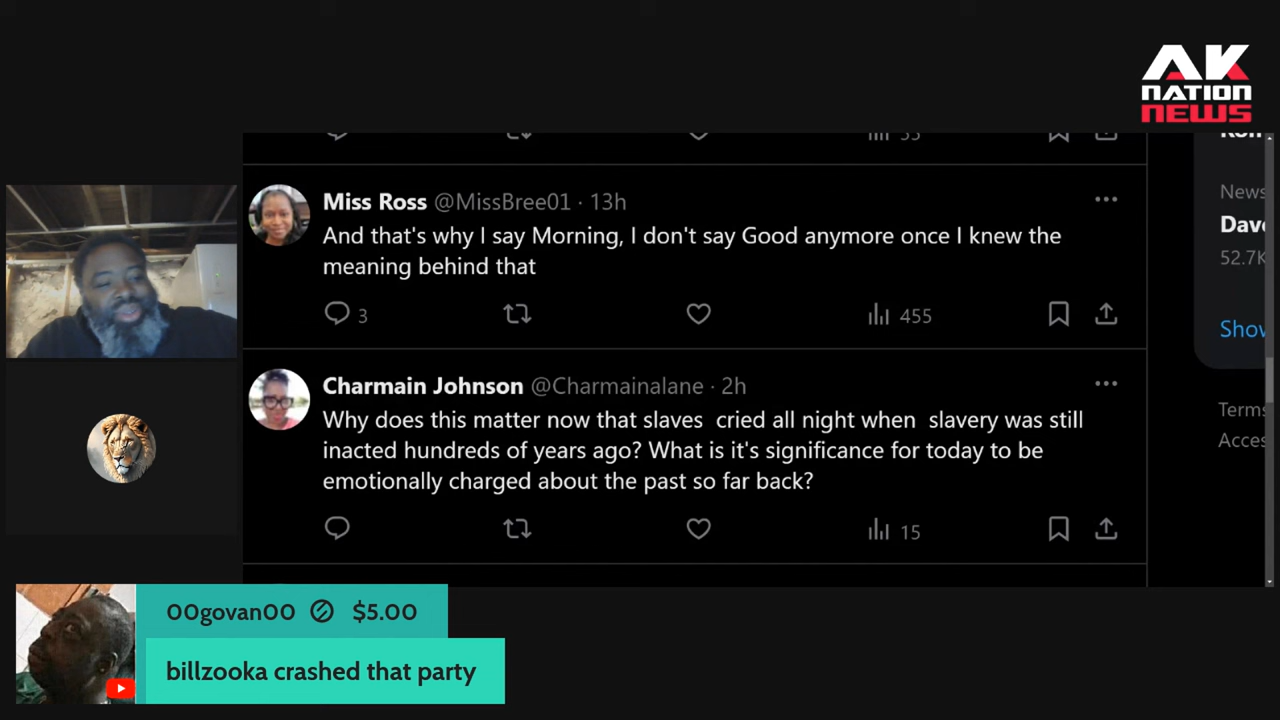 AK
NATION
NEWS
55
Miss Ross @MissBree01 · 13h
And that's why I say Morning, I don't say Good anymore once I knew the
meaning behind that
3
455
Charmain Johnson @Charmainalane · 2h
Why does this matter now that slaves cried all night when slavery was still
inacted hundreds of years ago? What is it's significance for today to be
emotionally charged about the past so far back?
15
News
Dave
52.7K
Show
Terms
Acces
00govan00 $5.00
billzooka crashed that party